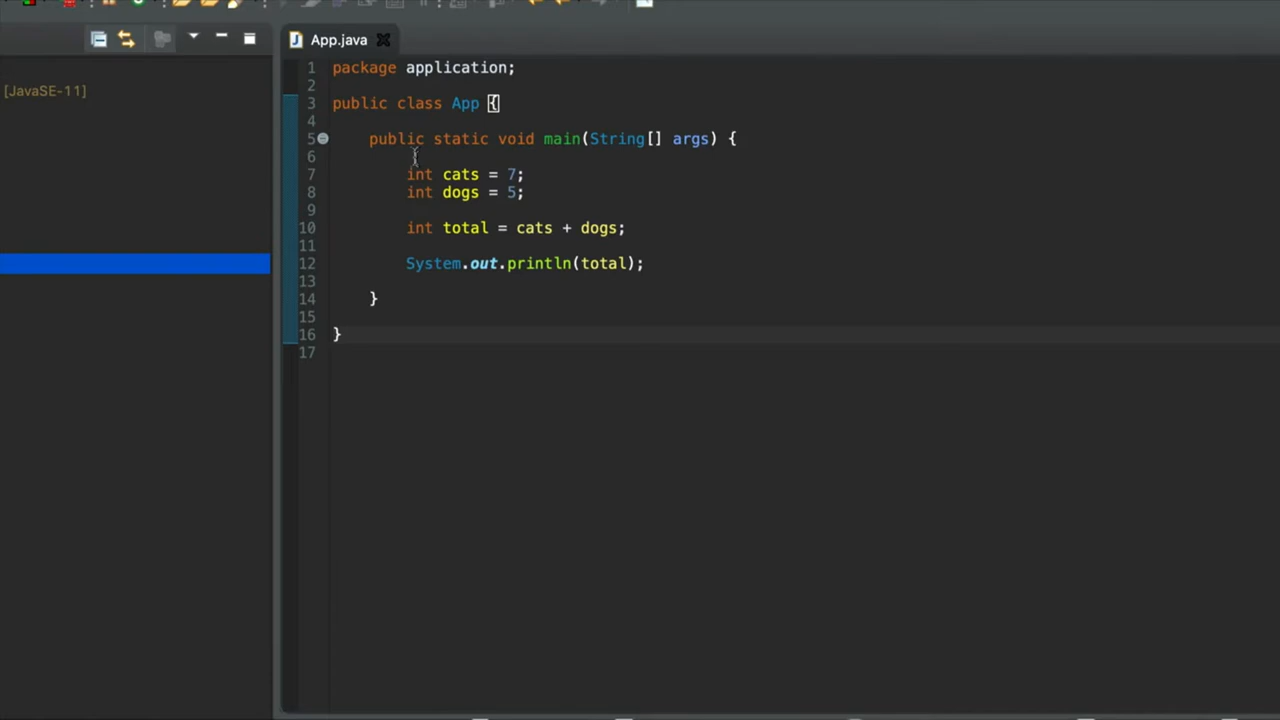 App.java
[JavaSE-11]
1 package application;
2
3 public class App {
4
5 public static void main(String[] args) {
6
7 int cats = 7;
8 int dogs = 5;
9
10 int total = cats + dogs;
11
12 System.out.println(total);
13
14 }
15
16 }
17